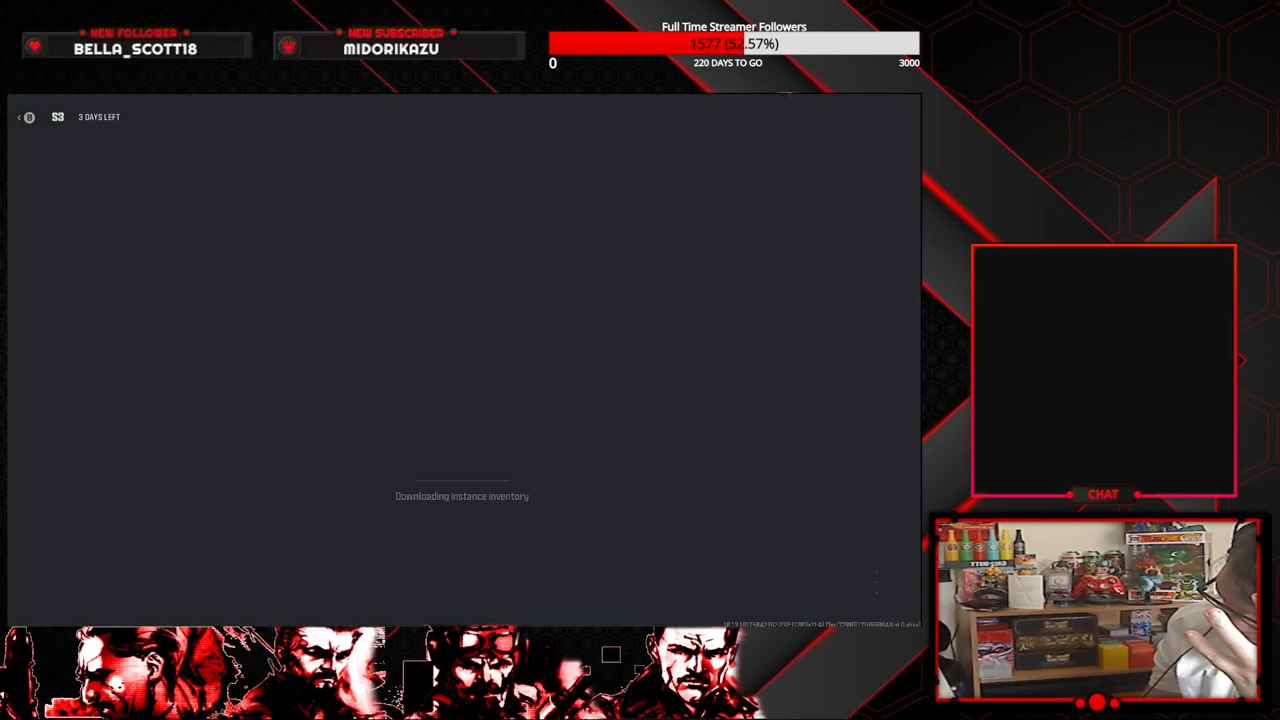 NEW FOLLOWER
BELLA_SCOTT18
NEW SUBSCRIBER
MIDORIKAZU
Full Time Streamer Followers
1577 (52.57%)
0
220 DAYS TO GO
3000
B
S3
3 DAYS LEFT
Downloading instance inventory
CHAT